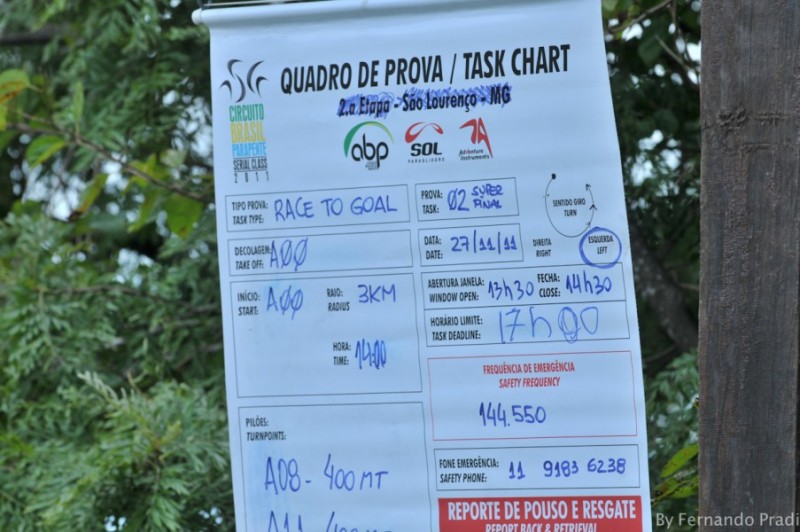 QUADRO DE PROVA / TASK CHART
2.a Etapa - São Lourenço - MG
CIRCUITO
BRASIL
PARAPENTE
SERIAL CLASS
2011
abp
SOL
PARAGLIDERS
Adventure
Instruments
TIPO PROVA:
TASK TYPE:
RACE TO GOAL
PROVA:
TASK:
02 SUPER
FINAL
SENTIDO GIRO
TURN
DECOLAGEM:
TAKE OFF:
A00
DATA:
DATE:
27/11/11
DIREITA
RIGHT
ESQUERDA
LEFT
INÍCIO:
START:
A00
RAIO:
RADIUS
3KM
HORA:
TIME:
14:00
ABERTURA JANELA:
WINDOW OPEN:
13h30
FECHA:
CLOSE:
14h30
HORÁRIO LIMITE:
TASK DEADLINE:
17h00
FREQUÊNCIA DE EMERGÊNCIA
SAFETY FREQUENCY
144.550
PILÕES:
TURNPOINTS:
A08 - 400 MT
FONE EMERGÊNCIA:
SAFETY PHONE:
11 9183 6238
REPORTE DE POUSO E RESGATE
REPORT BACK & RETRIEVAL
By Fernando Pradi